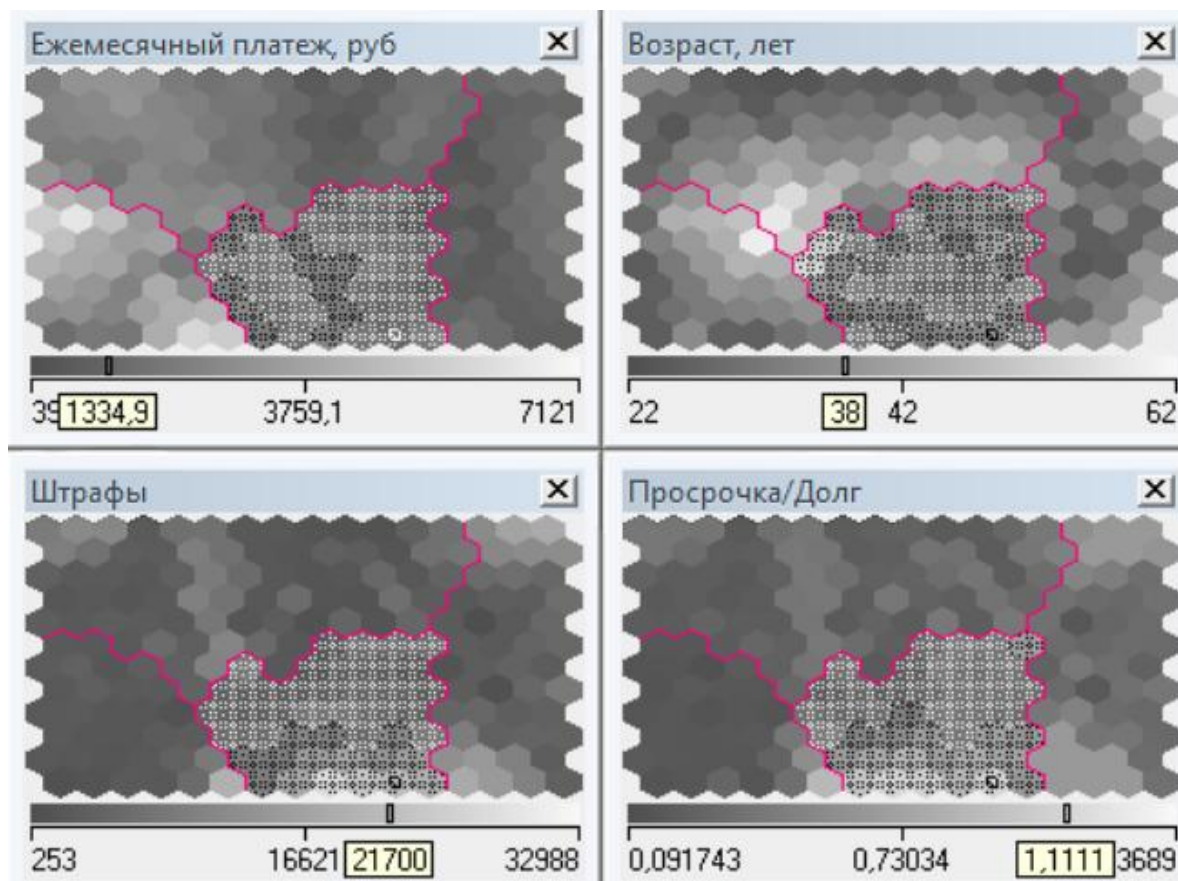 Ежемесячный платеж, руб
Возраст, лет
39 1334,9 3759,1 7121
22 38 42 62
Штрафы
Просрочка/Долг
253 16621 21700 32988
0,091743 0,73034 1,1111 3689